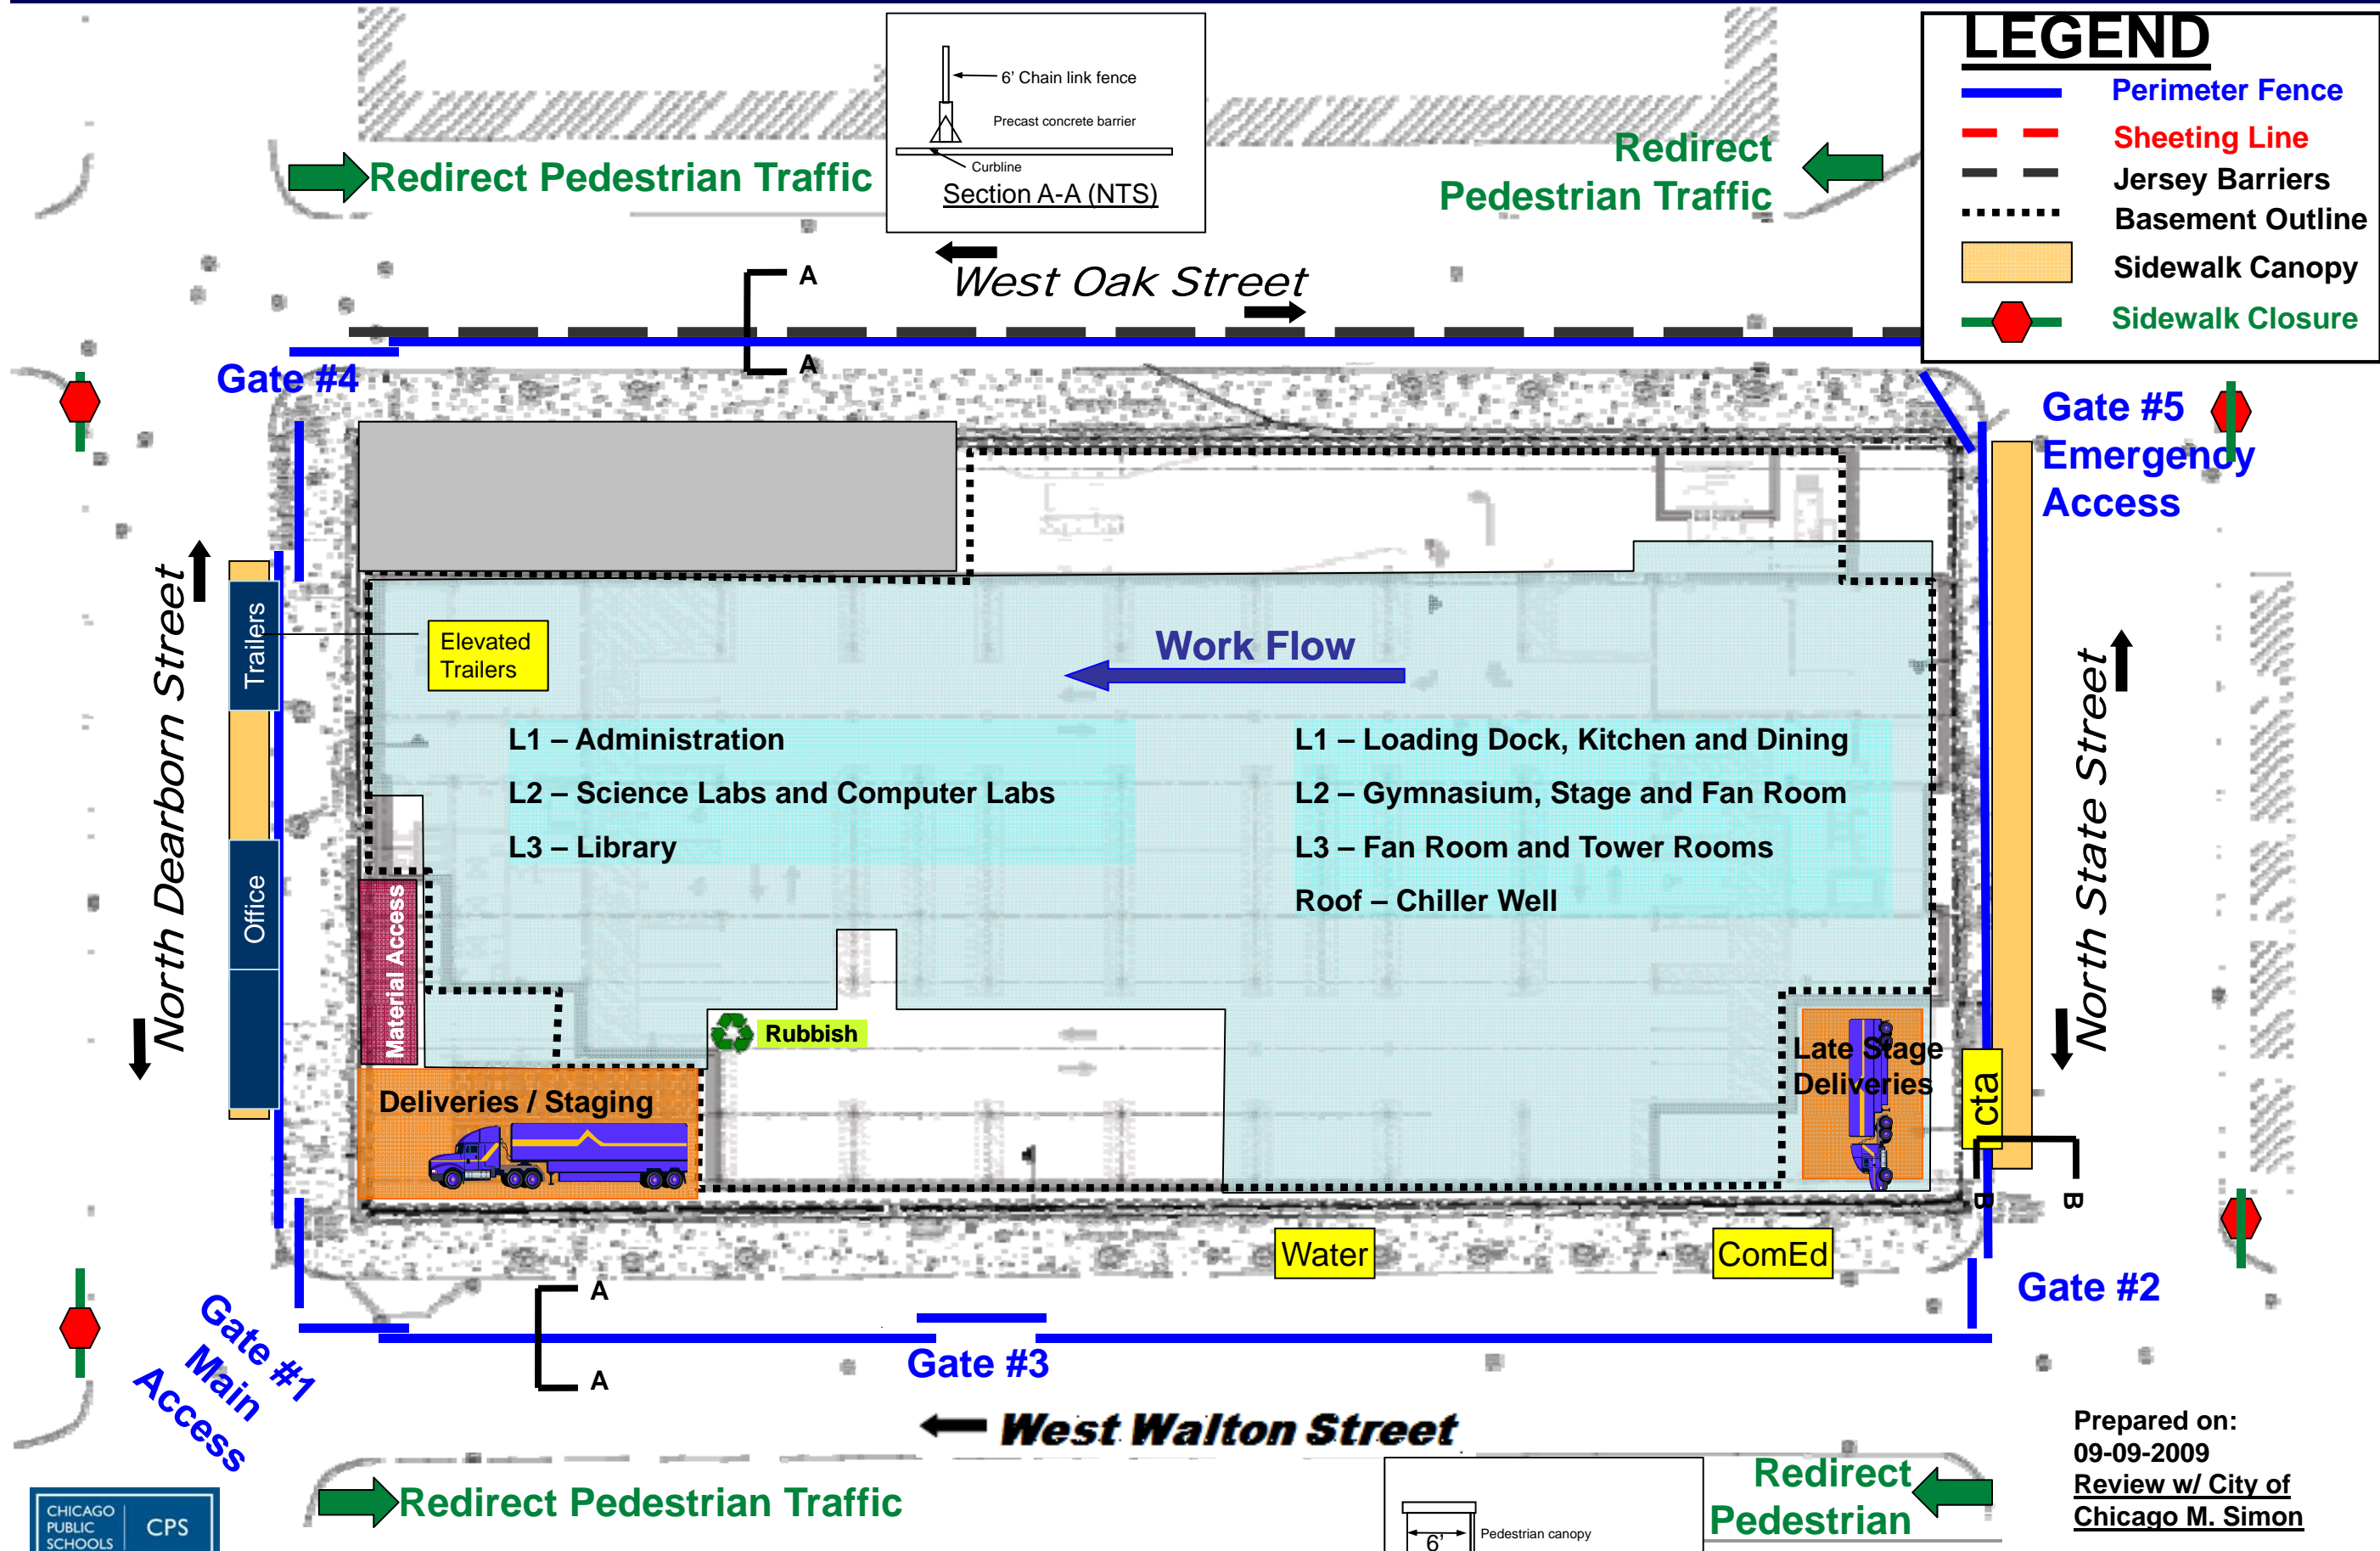 LEGEND
Perimeter Fence
Sheeting Line
Jersey Barriers
Basement Outline
Sidewalk Canopy
Sidewalk Closure
6' Chain link fence
Precast concrete barrier
Curbline
Section A-A (NTS)
Redirect Pedestrian Traffic
Redirect
Pedestrian Traffic
A
West Oak Street
A
Gate #4
Gate #5
Emergency
Access
North Dearborn Street
Trailers
Office
Elevated
Trailers
Work Flow
L1 – Administration
L2 – Science Labs and Computer Labs
L3 – Library
L1 – Loading Dock, Kitchen and Dining
L2 – Gymnasium, Stage and Fan Room
L3 – Fan Room and Tower Rooms
Roof – Chiller Well
North State Street
Material Access
Rubbish
Deliveries / Staging
Late Stage
Deliveries
cta
B
B
Water
ComEd
Gate #2
Gate #1
Main
Access
A
A
Gate #3
West Walton Street
Redirect Pedestrian Traffic
Redirect
Pedestrian
6'
Pedestrian canopy
Prepared on:
09-09-2009
Review w/ City of
Chicago M. Simon
CHICAGO
PUBLIC
SCHOOLS
CPS